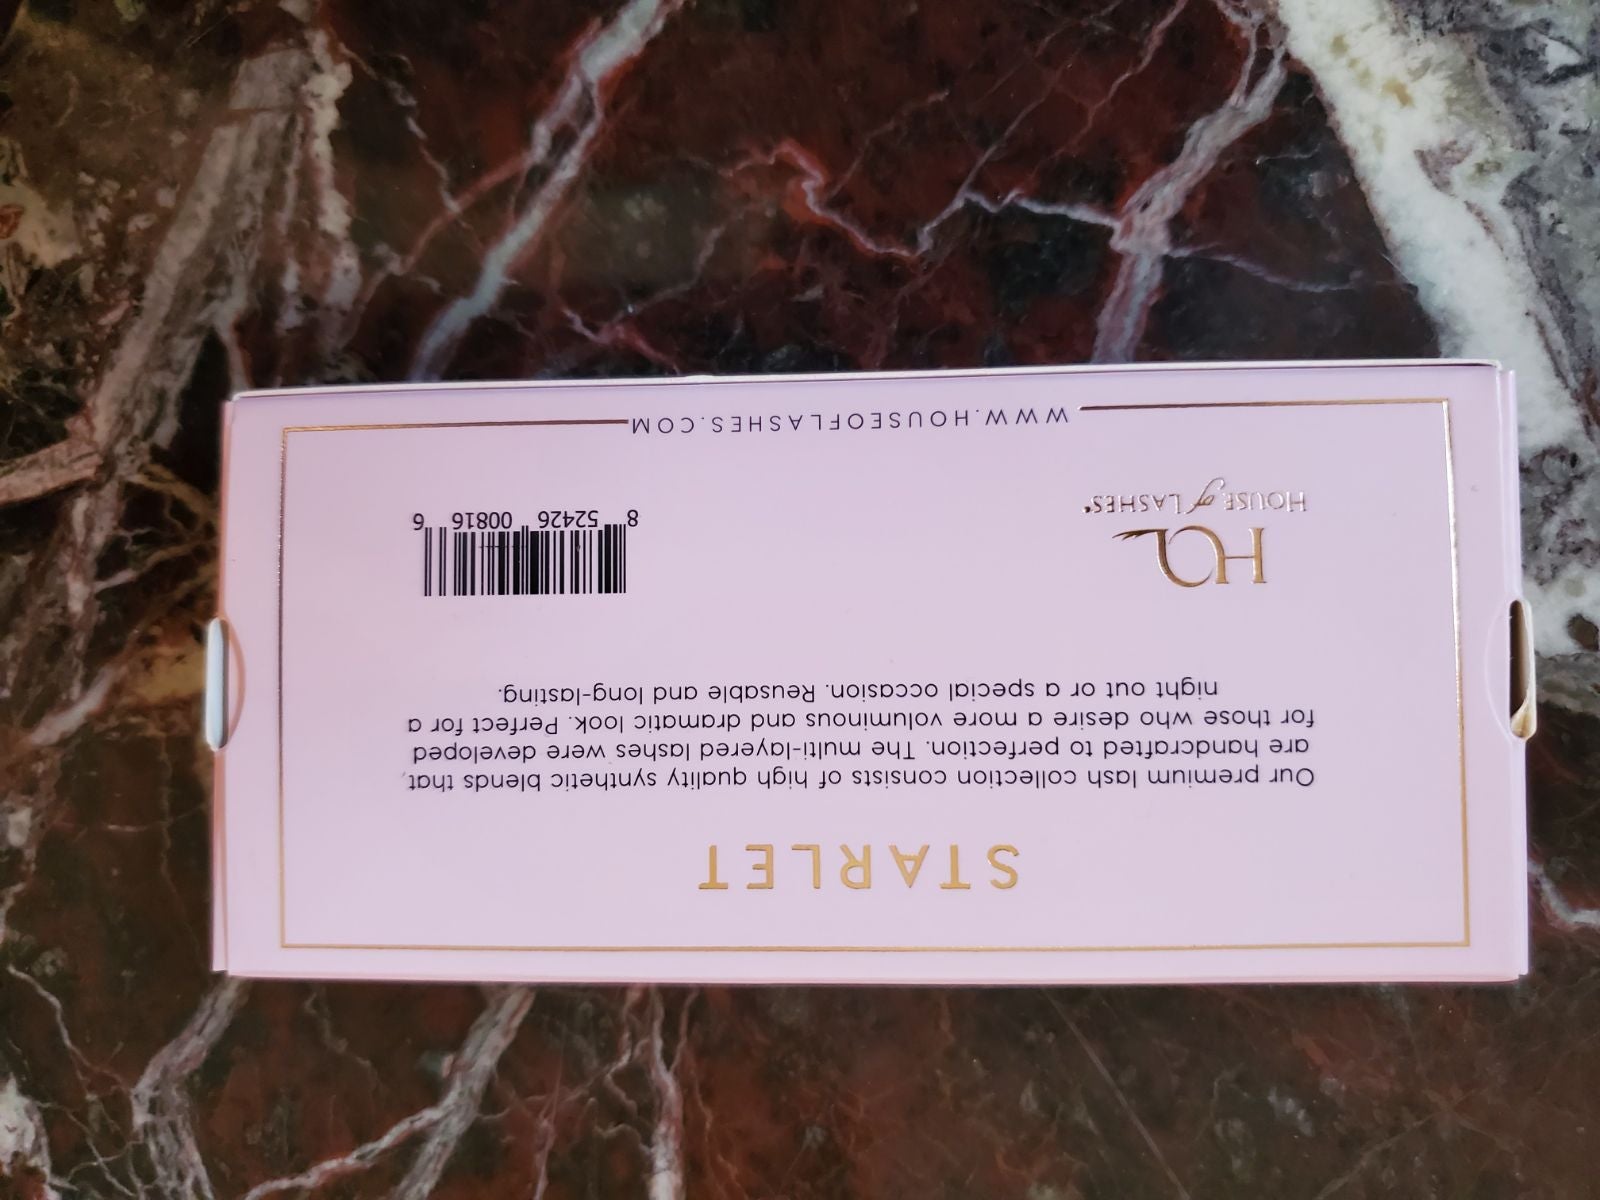 STARLET
Our premium lash collection consists of high quality synthetic blends that
are handcrafted to perfection. The multi-layered lashes were developed
for those who desire a more voluminous and dramatic look. Perfect for a
night out or a special occasion. Reusable and long-lasting.
HOL
HOUSE of LASHES®
8 52426 00816 6
WWW.HOUSEOFLASHES.COM